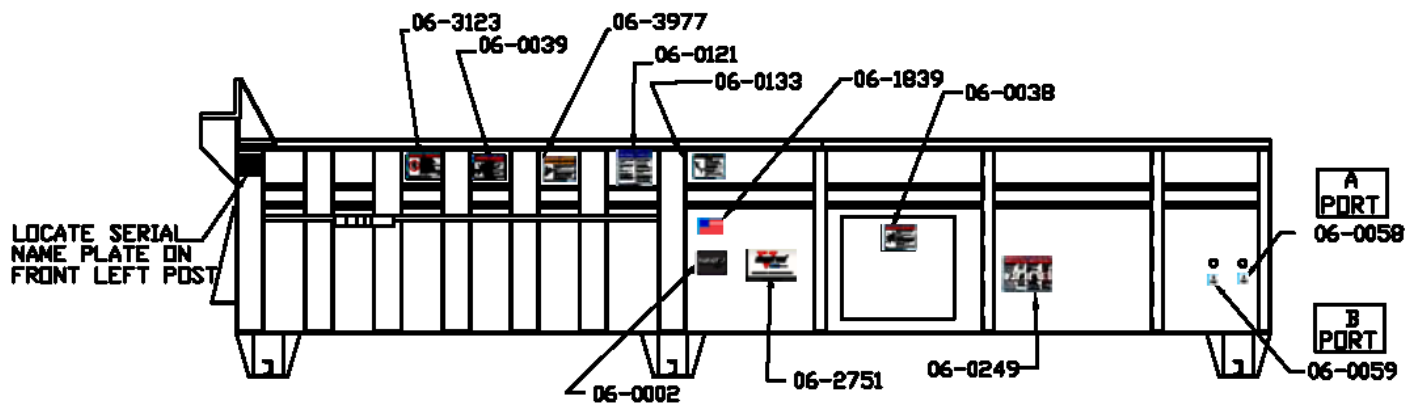 06-3123
06-3977
06-0039
06-0121
06-0133
06-1839
06-0038
A
PORT
06-0058
LOCATE SERIAL
NAME PLATE ON
FRONT LEFT POST
B
PORT
06-0059
06-0249
06-2751
06-0002